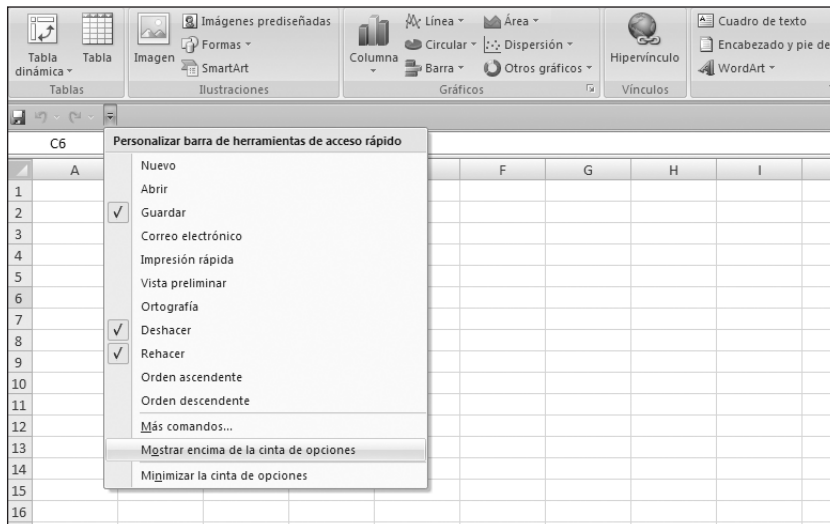 Tabla dinámica
Tabla
Tablas
Imagen
Imágenes prediseñadas
Formas
SmartArt
Ilustraciones
Columna
Línea
Circular
Barra
Área
Dispersión
Otros gráficos
Gráficos
Hipervínculo
Vínculos
Cuadro de texto
Encabezado y pie de
WordArt
C6
Personalizar barra de herramientas de acceso rápido
Nuevo
Abrir
Guardar
Correo electrónico
Impresión rápida
Vista preliminar
Ortografía
Deshacer
Rehacer
Orden ascendente
Orden descendente
Más comandos...
Mostrar encima de la cinta de opciones
Minimizar la cinta de opciones
A F G H I
1
2
3
4
5
6
7
8
9
10
11
12
13
14
15
16